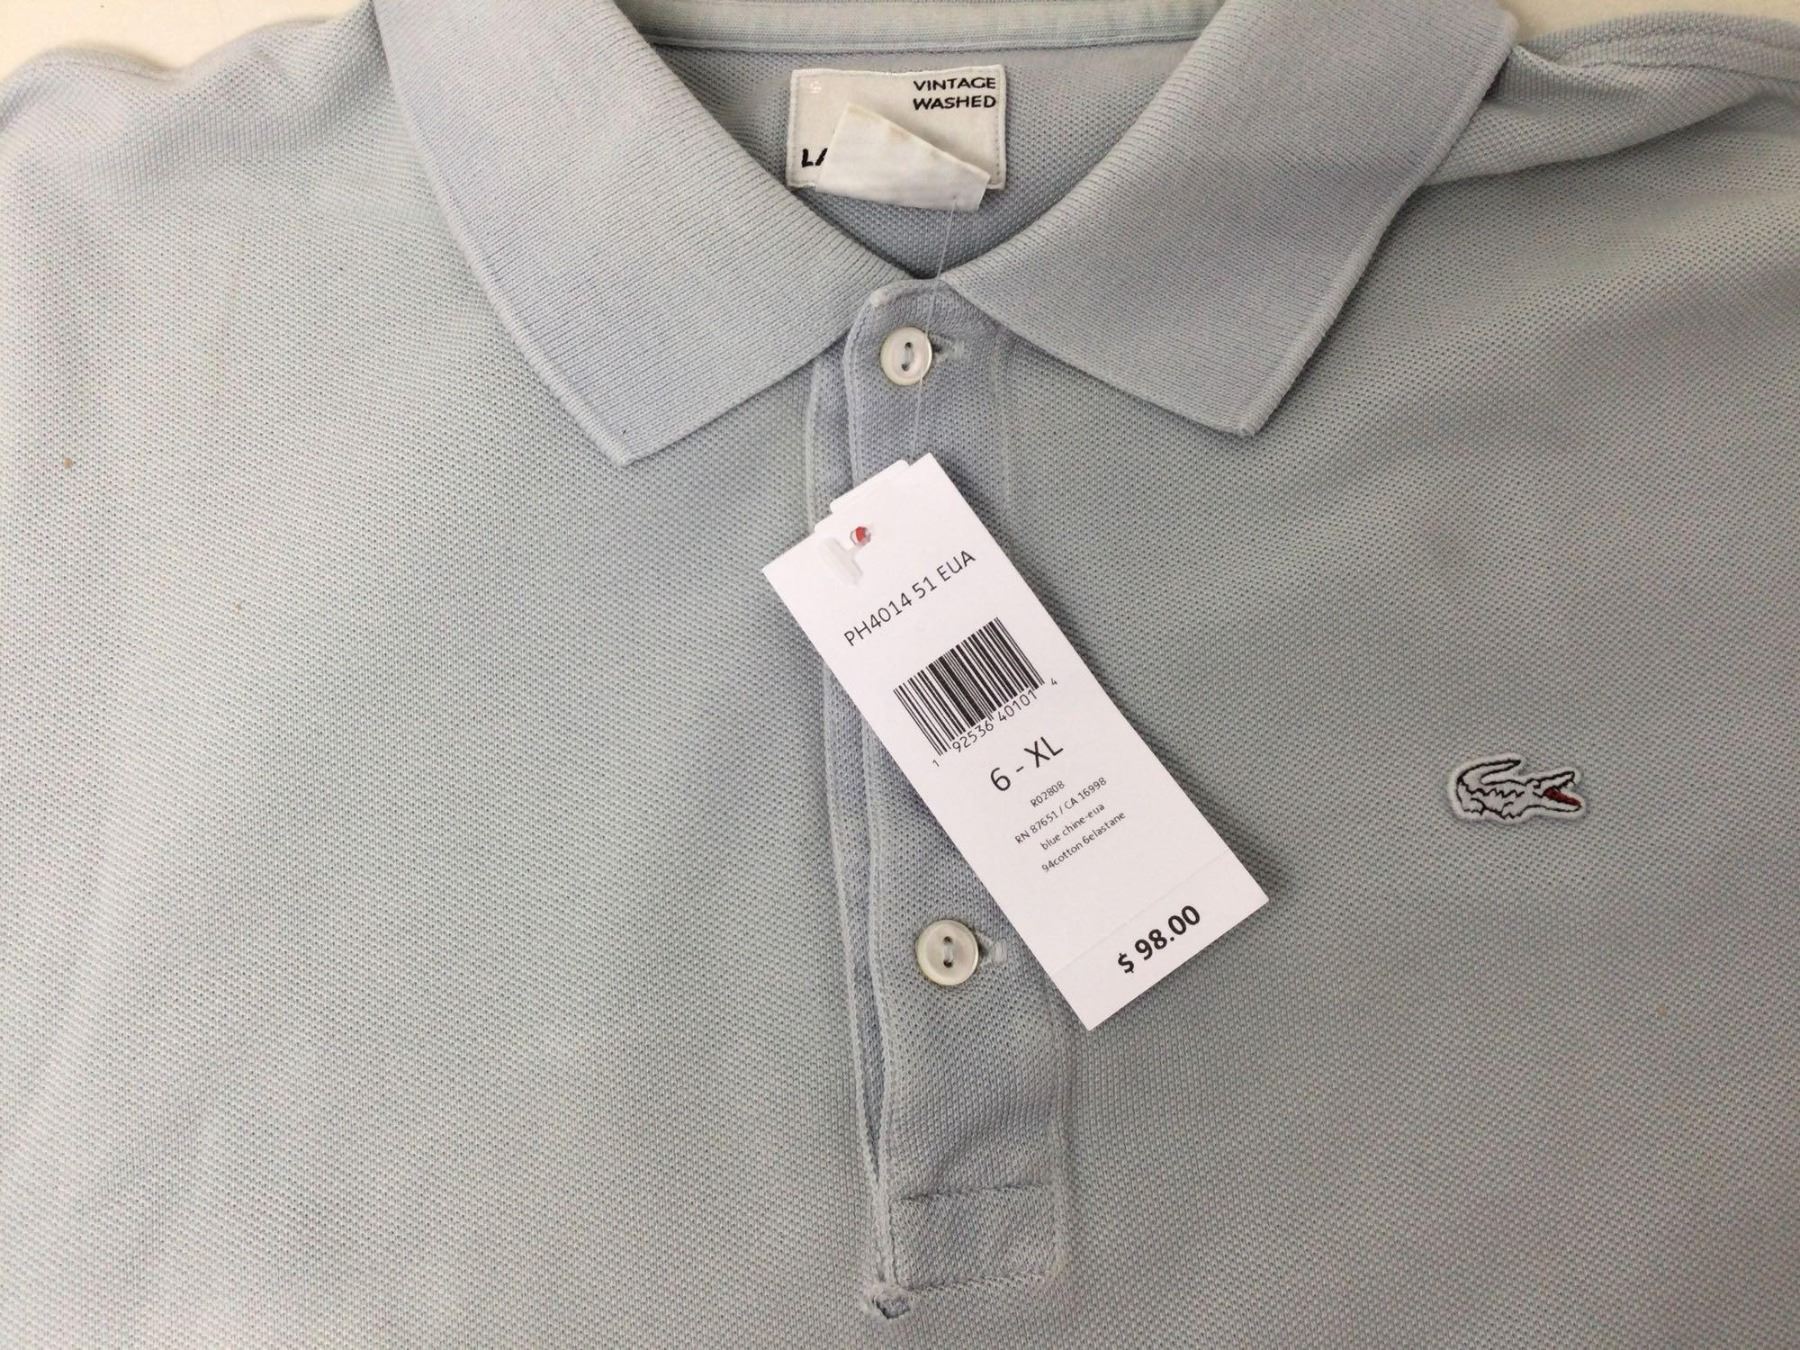 VINTAGE
WASHED
LA
PH4014 51 EUA
1 92536 40101 4
6 - XL
R02808
RN 87651 / CA 16998
blue chine-eua
94cotton 6elastane
$ 98.00